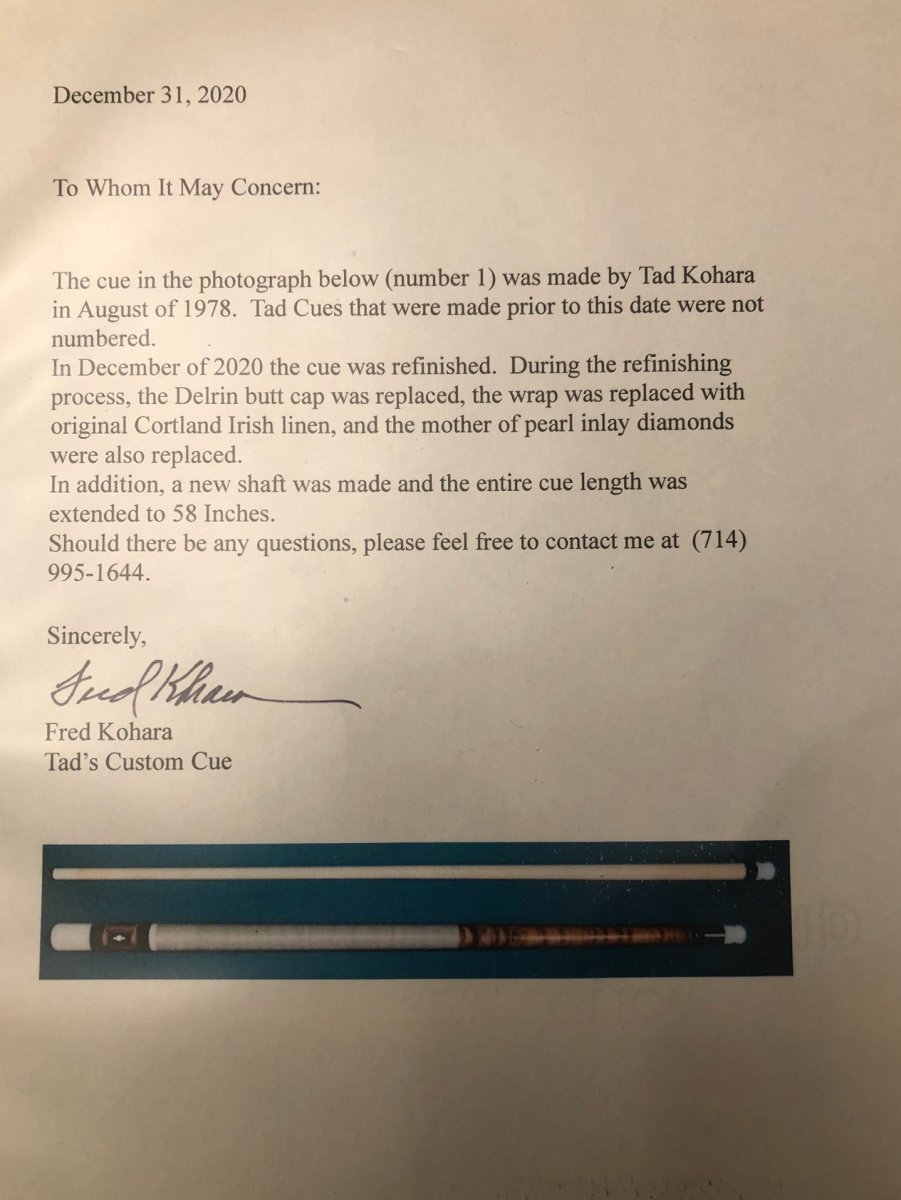 December 31, 2020
To Whom It May Concern:
The cue in the photograph below (number 1) was made by Tad Kohara
in August of 1978.  Tad Cues that were made prior to this date were not
numbered.
In December of 2020 the cue was refinished.  During the refinishing
process, the Delrin butt cap was replaced, the wrap was replaced with
original Cortland Irish linen, and the mother of pearl inlay diamonds
were also replaced.
In addition, a new shaft was made and the entire cue length was
extended to 58 Inches.
Should there be any questions, please feel free to contact me at  (714)
995-1644.
Sincerely,
Fred Kohara
Fred Kohara
Tad's Custom Cue